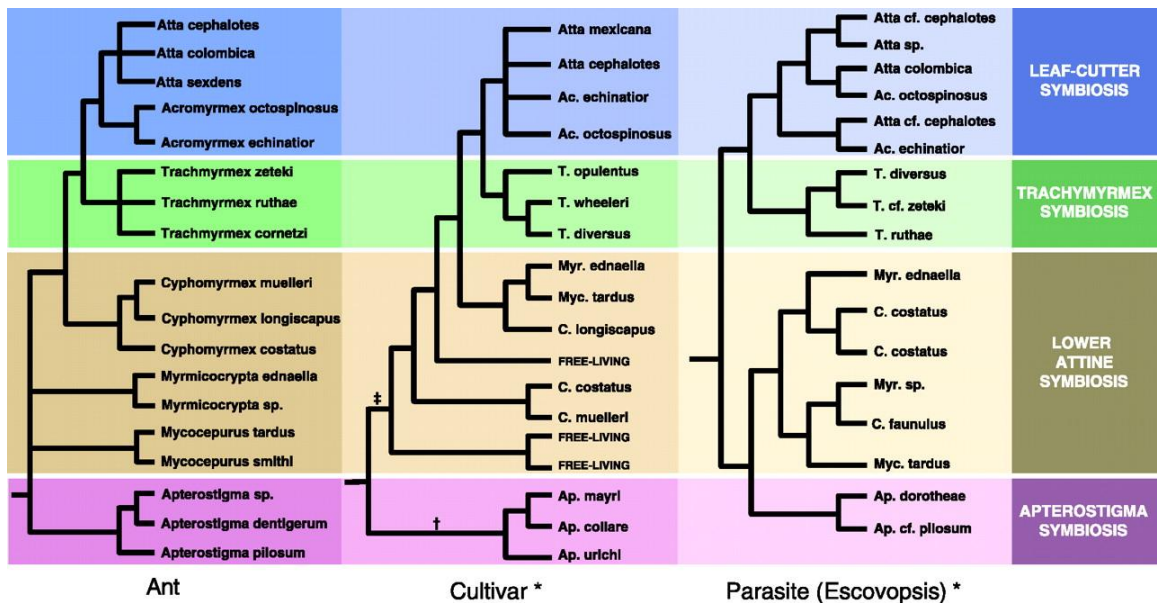 Atta cephalotes
Atta colombica
Atta sexdens
Acromyrmex octospinosus
Acromyrmex echinatior
Trachmyrmex zeteki
Trachmyrmex ruthae
Trachmyrmex cornetzi
Cyphomyrmex muelleri
Cyphomyrmex longiscapus
Cyphomyrmex costatus
Myrmicocrypta ednaella
Myrmicocrypta sp.
Mycocepurus tardus
Mycocepurus smithi
Apterostigma sp.
Apterostigma dentigerum
Apterostigma pilosum
Ant
Atta mexicana
Atta cephalotes
Ac. echinatior
Ac. octospinosus
T. opulentus
T. wheeleri
T. diversus
Myr. ednaella
Myc. tardus
C. longiscapus
FREE-LIVING
C. costatus
C. muelleri
FREE-LIVING
FREE-LIVING
‡
†
Ap. mayri
Ap. collare
Ap. urichi
Cultivar *
Atta cf. cephalotes
Atta sp.
Atta colombica
Ac. octospinosus
Atta cf. cephalotes
Ac. echinatior
T. diversus
T. cf. zeteki
T. ruthae
Myr. ednaella
C. costatus
C. costatus
Myr. sp.
C. faunulus
Myc. tardus
Ap. dorotheae
Ap. cf. pilosum
Parasite (Escovopsis) *
LEAF-CUTTER
SYMBIOSIS
TRACHYMYRMEX
SYMBIOSIS
LOWER
ATTINE
SYMBIOSIS
APTEROSTIGMA
SYMBIOSIS